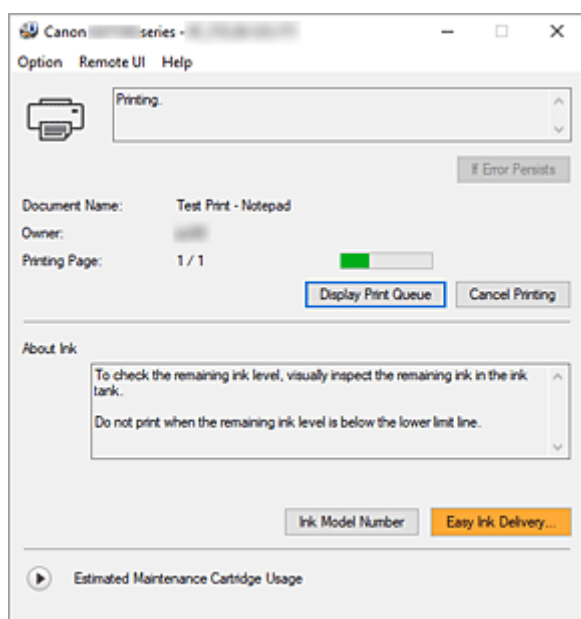 Canon series -
Option Remote UI Help
Printing.
If Error Persists
Document Name: Test Print - Notepad
Owner:
Printing Page: 1 / 1
Display Print Queue Cancel Printing
About Ink
To check the remaining ink level, visually inspect the remaining ink in the ink
tank.
Do not print when the remaining ink level is below the lower limit line.
Ink Model Number Easy Ink Delivery...
Estimated Maintenance Cartridge Usage